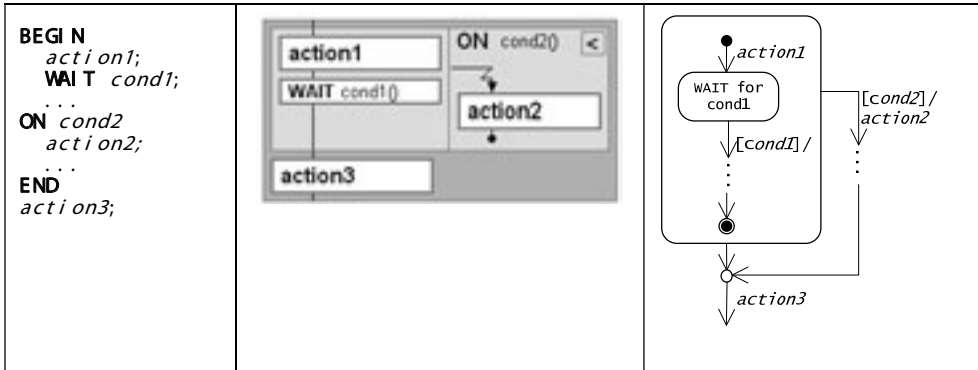 BEGIN
action1;
WAIT cond1;
...
ON cond2
action2;
...
END
action3;
action1
WAIT cond1()
ON cond2() <
action2
action3
action1
WAIT for
cond1
[cond1]/
[cond2]/
action2
action3